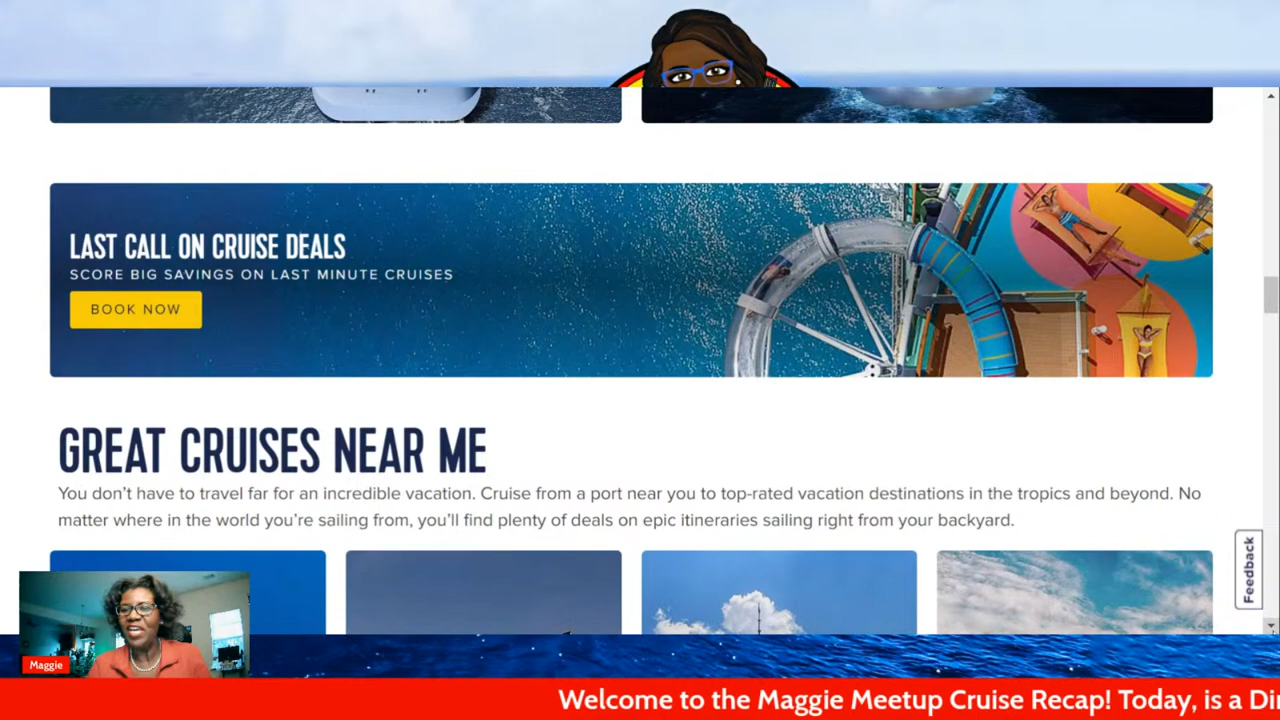 LAST CALL ON CRUISE DEALS
SCORE BIG SAVINGS ON LAST MINUTE CRUISES
BOOK NOW
GREAT CRUISES NEAR ME
You don't have to travel far for an incredible vacation. Cruise from a port near you to top-rated vacation destinations in the tropics and beyond. No
matter where in the world you're sailing from, you'll find plenty of deals on epic itineraries sailing right from your backyard.
Feedback
Maggie
Welcome to the Maggie Meetup Cruise Recap! Today, is a Di